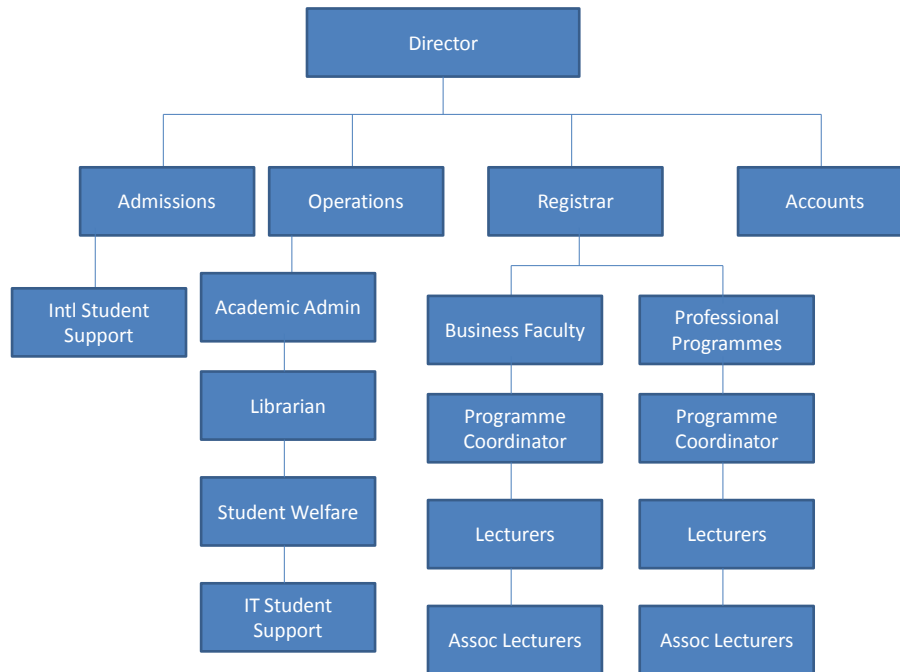 Director
Admissions
Operations
Registrar
Accounts
Intl Student
Support
Academic Admin
Librarian
Student Welfare
IT Student
Support
Business Faculty
Programme
Coordinator
Lecturers
Assoc Lecturers
Professional
Programmes
Programme
Coordinator
Lecturers
Assoc Lecturers